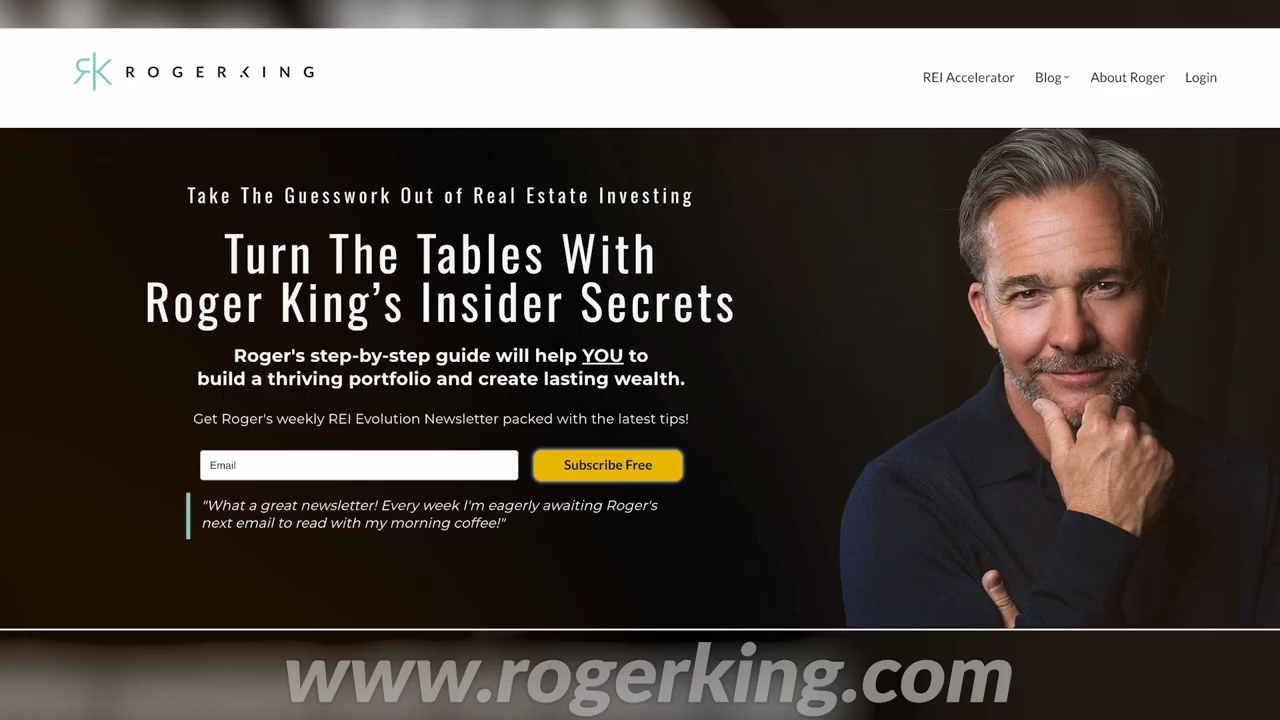 ROGERKING
REI Accelerator
Blog
About Roger
Login
Take The Guesswork Out of Real Estate Investing
Turn The Tables With
Roger King’s Insider Secrets
Roger's step-by-step guide will help YOU to
build a thriving portfolio and create lasting wealth.
Get Roger's weekly REI Evolution Newsletter packed with the latest tips!
Email
Subscribe Free
"What a great newsletter! Every week I'm eagerly awaiting Roger's
next email to read with my morning coffee!"
www.rogerking.com